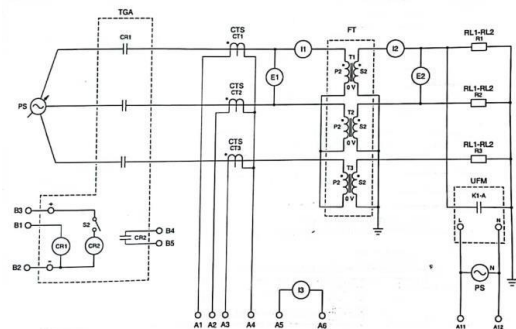 TGA
CR1
PS
CTS
CT1
I1
FT
T1
P2 S2
0 V
I2
RL1-RL2
R1
E1
E2
CTS
CT2
T2
P2 S2
0 V
RL1-RL2
R2
CTS
CT3
T3
P2 S2
0 V
RL1-RL2
R3
UFM
K1-A
L N
PS N
B3 +
B1
S2
CR1 CR2
B2 -
CR2
B4
B5
I3
A1 A2 A3 A4 A5 A6 A11 A12